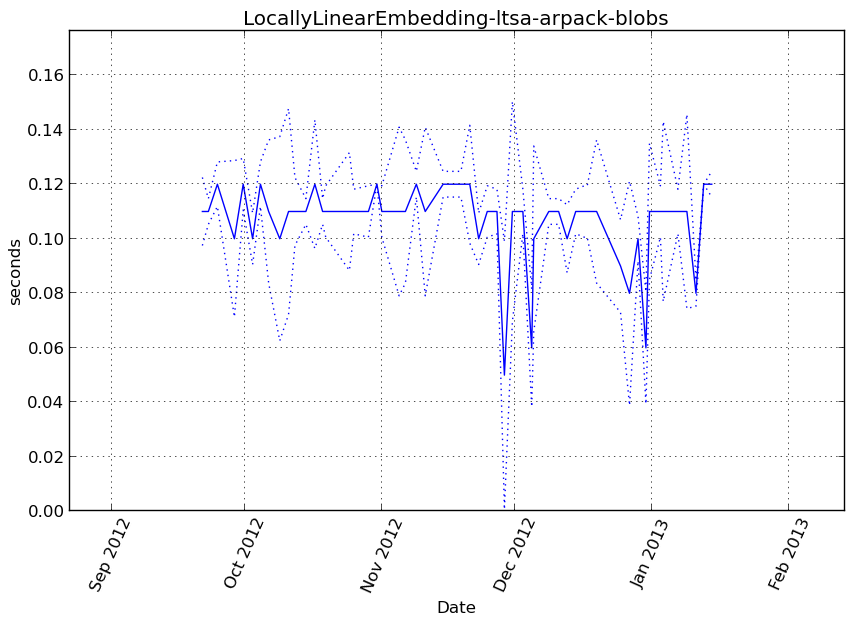 LocallyLinearEmbedding-ltsa-arpack-blobs
0.16
0.14
0.12
0.10
0.08
0.06
0.04
0.02
0.00
seconds
Sep 2012
Oct 2012
Nov 2012
Dec 2012
Jan 2013
Feb 2013
Date